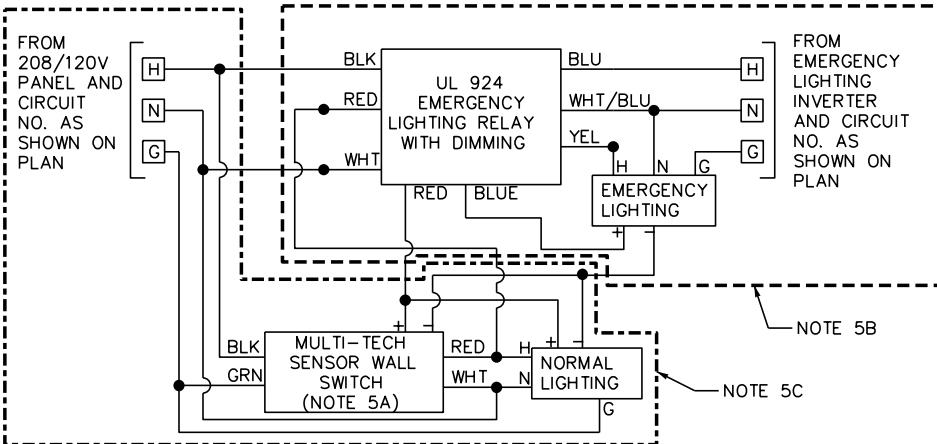 FROM
208/120V
PANEL AND
CIRCUIT
NO. AS
SHOWN ON
PLAN
H
N
G
BLK
RED
WHT
UL 924
EMERGENCY
LIGHTING RELAY
WITH DIMMING
BLU
WHT/BLU
YEL
H
N
G
FROM
EMERGENCY
LIGHTING
INVERTER
AND CIRCUIT
NO. AS
SHOWN ON
PLAN
RED
BLUE
H
N
G
EMERGENCY
LIGHTING
+
-
NOTE 5B
+
-
BLK
GRN
MULTI-TECH
SENSOR WALL
SWITCH
(NOTE 5A)
RED
WHT
H
N
+
-
NORMAL
LIGHTING
G
NOTE 5C